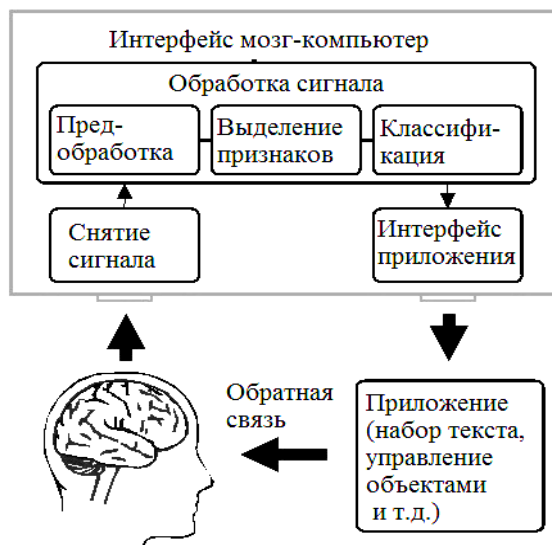 Интерфейс мозг-компьютер
Обработка сигнала
Пред-
обработка
Выделение
признаков
Классифи-
кация
Снятие
сигнала
Интерфейс
приложения
Обратная
связь
Приложение
(набор текста,
управление
объектами
и т.д.)